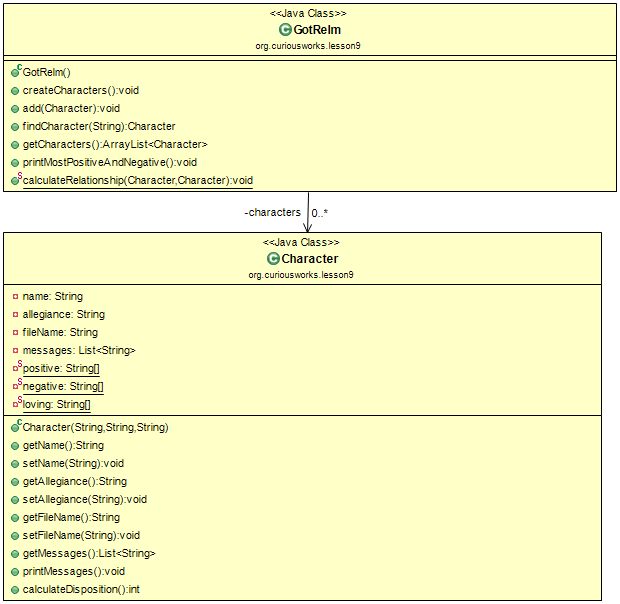 <<Java Class>>
GotRelm
org.curiousworks.lesson9
GotRelm()
createCharacters():void
add(Character):void
findCharacter(String):Character
getCharacters():ArrayList<Character>
printMostPositiveAndNegative():void
calculateRelationship(Character,Character):void
-characters 0..*
<<Java Class>>
Character
org.curiousworks.lesson9
name: String
allegiance: String
fileName: String
messages: List<String>
positive: String[]
negative: String[]
loving: String[]
Character(String,String,String)
getName():String
setName(String):void
getAllegiance():String
setAllegiance(String):void
getFileName():String
setFileName(String):void
getMessages():List<String>
printMessages():void
calculateDisposition():int